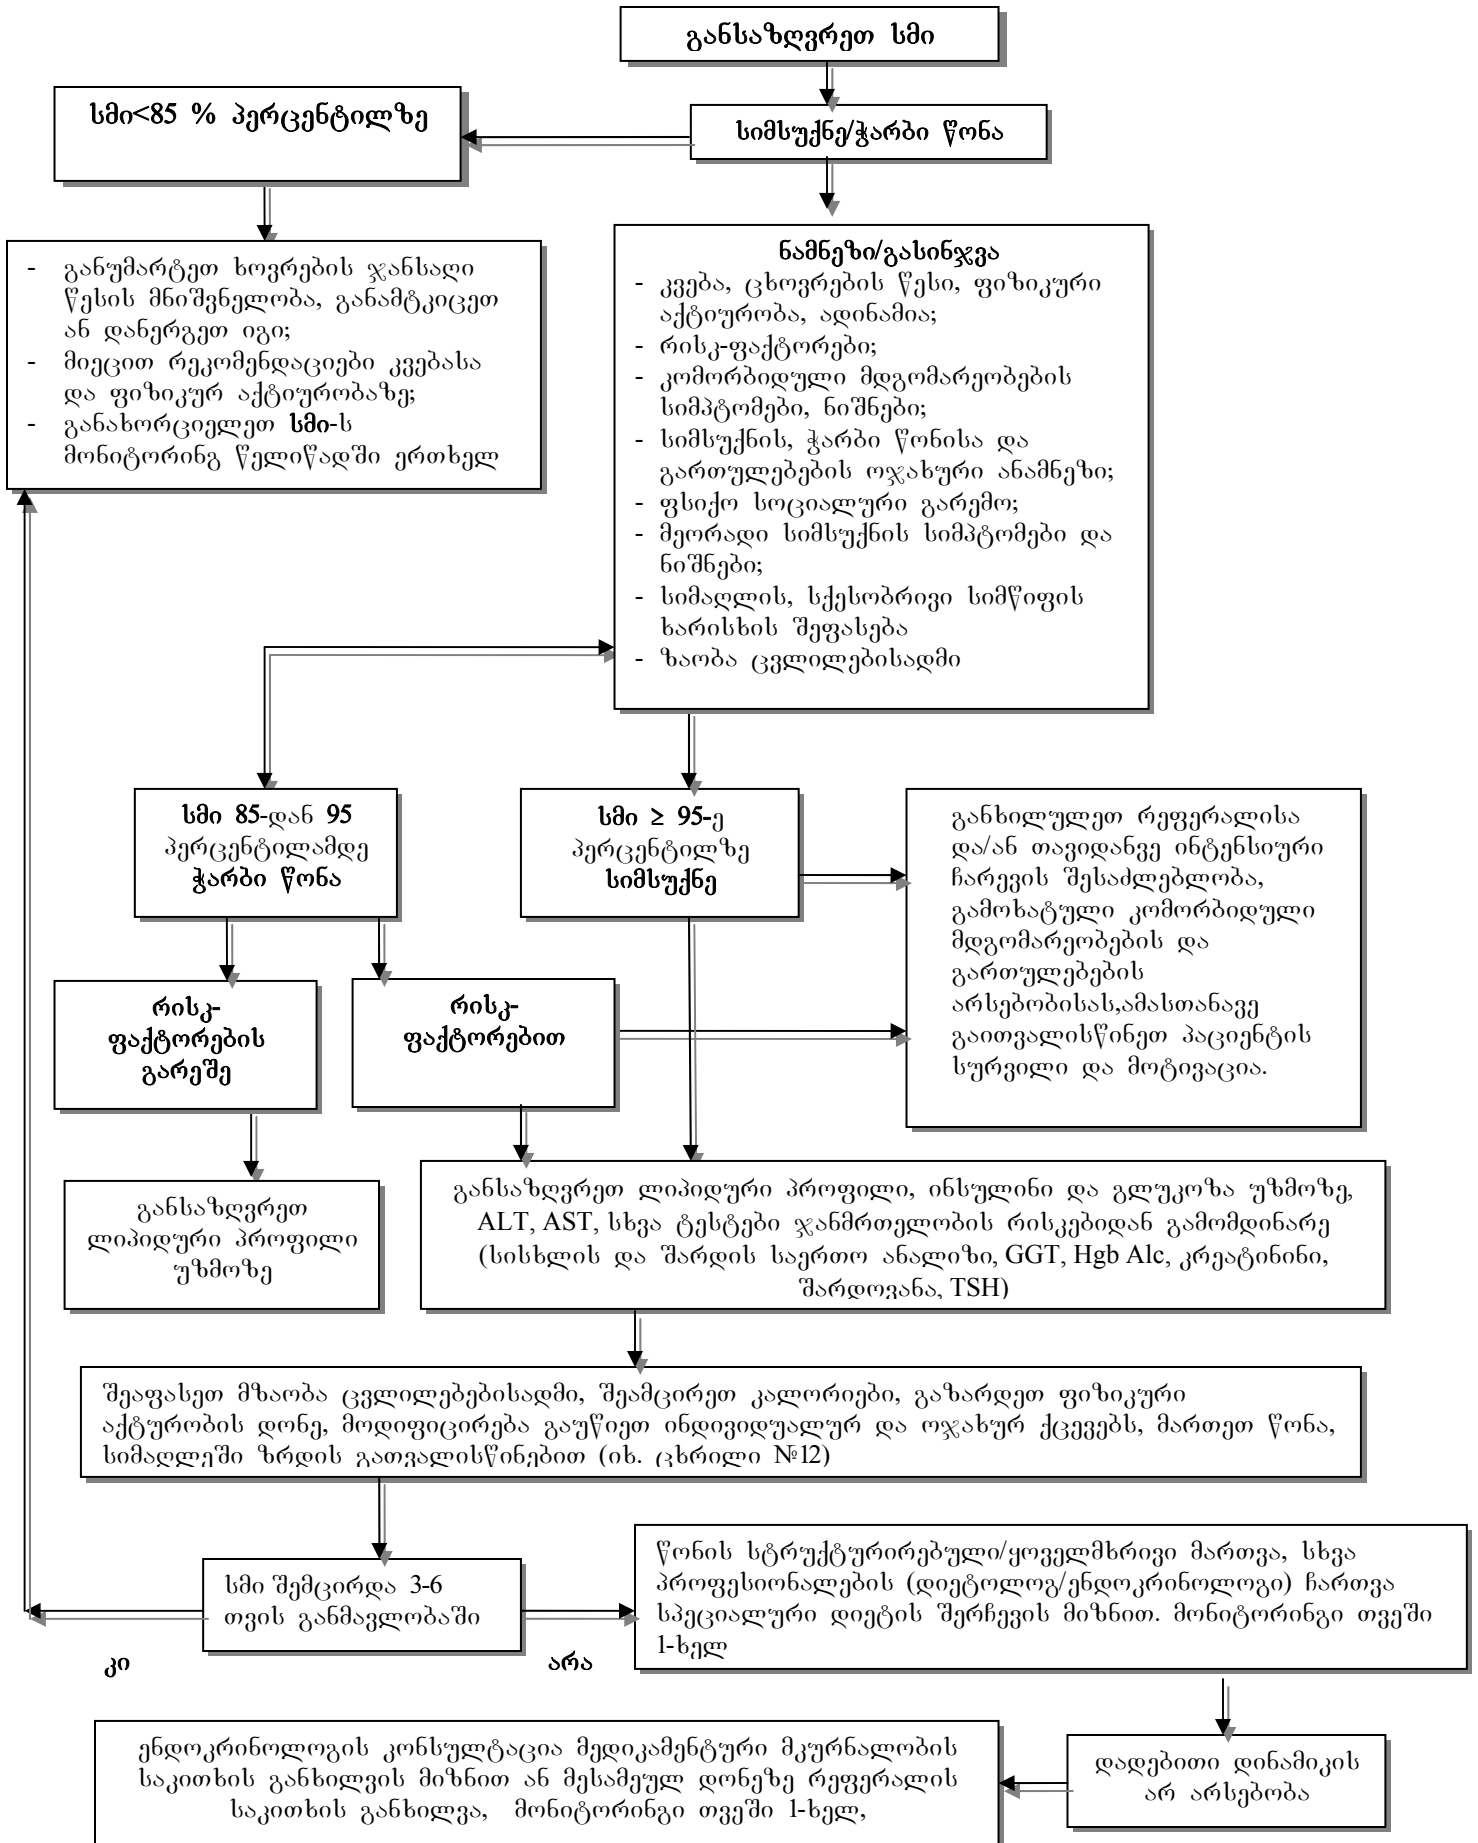 განსაზღვრეთ სმი
სმი<85 % პერცენტილზე
სიმსუქნე/ჭარბი წონა
- განუმარტეთ ხოვრების ჯანსაღი
წესის მნიშვნელობა, განამტკიცეთ
ან დანერგეთ იგი;
- მიეცით რეკომენდაციები კვებასა
და ფიზიკურ აქტიურობაზე;
- განახორციელეთ სმი-ს
მონიტორინგ წელიწადში ერთხელ
ნამნეზი/გასინჯვა
- კვება, ცხოვრების წესი, ფიზიკური
აქტიურობა, ადინამია;
- რისკ-ფაქტორები;
- კომორბიდული მდგომარეობების
სიმპტომები, ნიშნები;
- სიმსუქნის, ჭარბი წონისა და
გართულებების ოჯახური ანამნეზი;
- ფსიქო სოციალური გარემო;
- მეორადი სიმსუქნის სიმპტომები და
ნიშნები;
- სიმაღლის, სქესობრივი სიმწიფის
ხარისხის შეფასება
- ზაობა ცვლილებისადმი
სმი 85-დან 95
პერცენტილამდე
ჭარბი წონა
სმი ≥ 95-ე
პერცენტილზე
სიმსუქნე
განხილულეთ რეფერალისა
და/ან თავიდანვე ინტენსიური
ჩარევის შესაძლებლობა,
გამოხატული კომორბიდული
მდგომარეობების და
გართულებების
არსებობისას,ამასთანავე
გაითვალისწინეთ პაციენტის
სურვილი და მოტივაცია.
რისკ-
ფაქტორების
გარეშე
რისკ-
ფაქტორებით
განსაზღვრეთ
ლიპიდური პროფილი
უზმოზე
განსაზღვრეთ ლიპიდური პროფილი, ინსულინი და გლუკოზა უზმოზე,
ALT, AST, სხვა ტესტები ჯანმრთელობის რისკებიდან გამომდინარე
(სისხლის და შარდის საერთო ანალიზი, GGT, Hgb Alc, კრეატინინი,
შარდოვანა, TSH)
შეაფასეთ მზაობა ცვლილებებისადმი, შეამცირეთ კალორიები, გაზარდეთ ფიზიკური
აქტურობის დონე, მოდიფიცირება გაუწიეთ ინდივიდუალურ და ოჯახურ ქცევებს, მართეთ წონა,
სიმაღლეში ზრდის გათვალისწინებით (იხ. ცხრილი №12)
სმი შემცირდა 3-6
თვის განმავლობაში
კი
არა
წონის სტრუქტურირებული/ყოველმხრივი მართვა, სხვა
პროფესიონალების (დიეტოლოგ/ენდოკრინოლოგი) ჩართვა
სპეციალური დიეტის შერჩევის მიზნით. მონიტორინგი თვეში
1-ხელ
დადებითი დინამიკის
არ არსებობა
ენდოკრინოლოგის კონსულტაცია მედიკამენტური მკურნალობის
საკითხის განხილვის მიზნით ან მესამეულ დონეზე რეფერალის
საკითხის განხილვა, მონიტორინგი თვეში 1-ხელ,